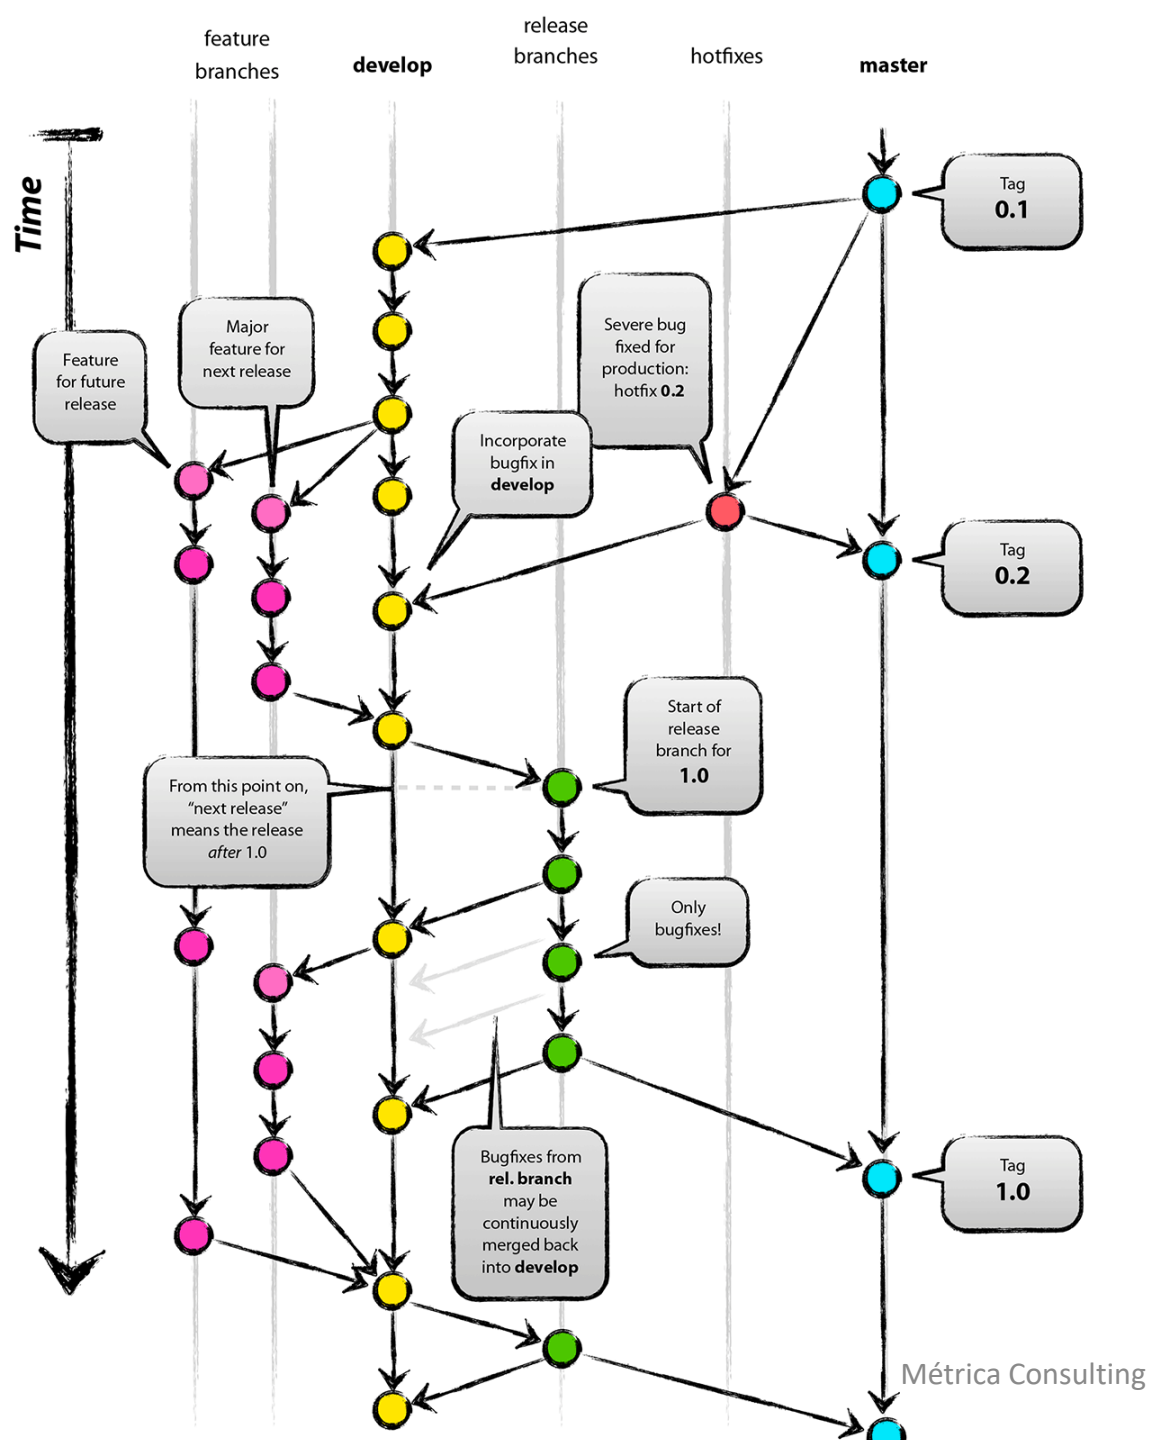 feature
branches
develop
release
branches
hotfixes
master
Time
Tag
0.1
Major
feature for
next release
Feature
for future
release
Severe bug
fixed for
production:
hotfix 0.2
Incorporate
bugfix in
develop
Tag
0.2
Start of
release
branch for
1.0
From this point on,
“next release”
means the release
after 1.0
Only
bugfixes!
Bugfixes from
rel. branch
may be
continuously
merged back
into develop
Tag
1.0
Métrica Consulting